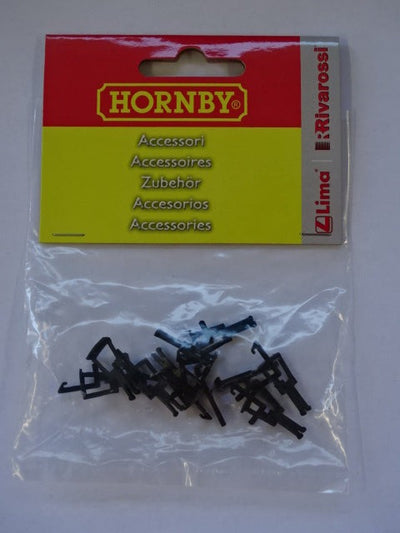 HORNBY®
Accessori
Accessoires
Zubehör
Accesorios
Accessories
Lima® Rivarossi